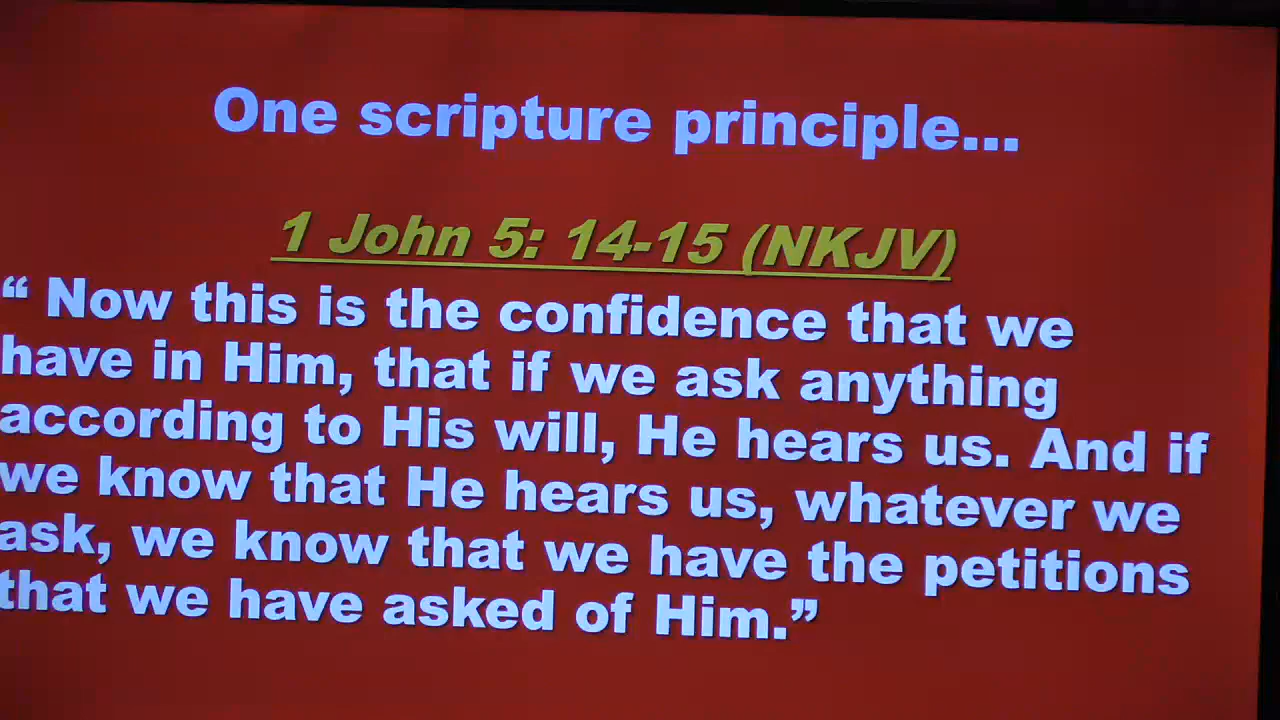 One scripture principle...
1 John 5: 14-15 (NKJV)
“ Now this is the confidence that we
have in Him, that if we ask anything
according to His will, He hears us. And if
we know that He hears us, whatever we
ask, we know that we have the petitions
that we have asked of Him.”